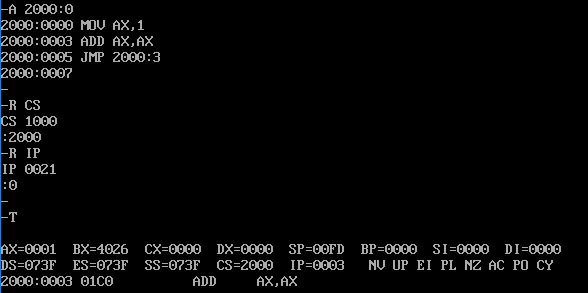 -A 2000:0
2000:0000 MOV AX,1
2000:0003 ADD AX,AX
2000:0005 JMP 2000:3
2000:0007
-
-R CS
CS 1000
:2000
-R IP
IP 0021
:0
-
-T
AX=0001  BX=4026  CX=0000  DX=0000  SP=00FD  BP=0000  SI=0000  DI=0000
DS=073F  ES=073F  SS=073F  CS=2000  IP=0003   NV UP EI PL NZ AC PO CY
2000:0003 01C0          ADD     AX,AX